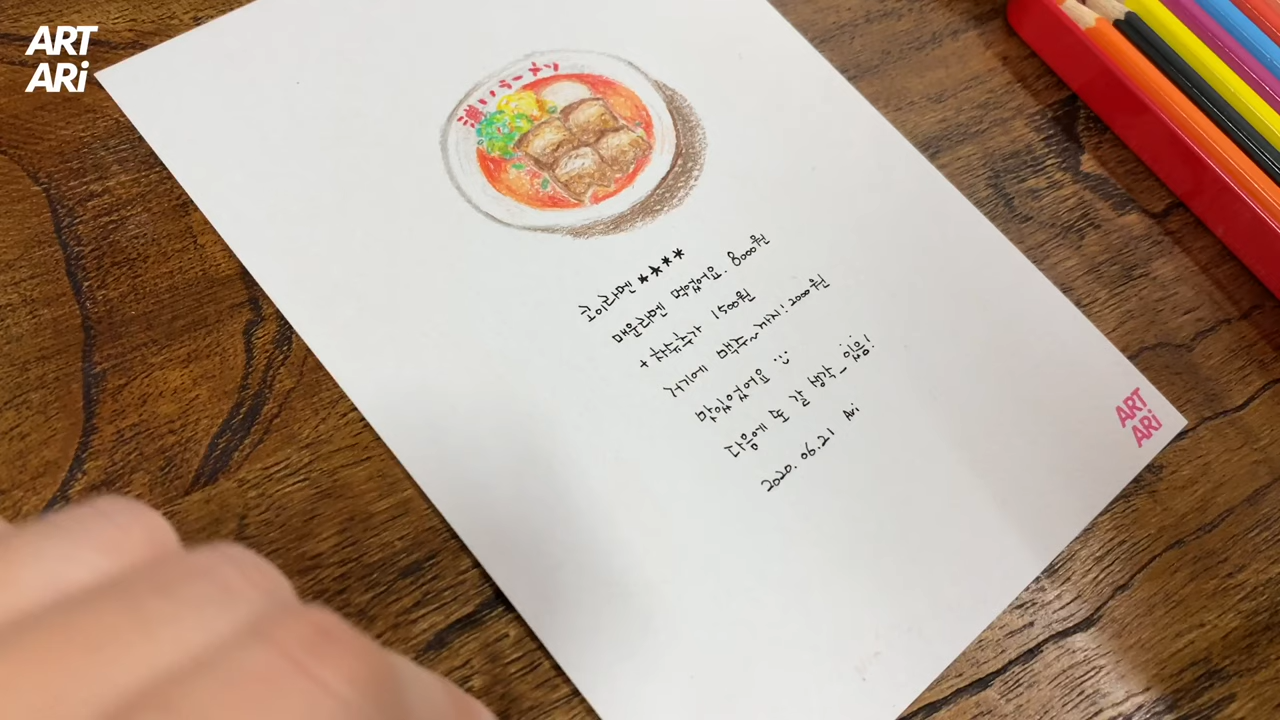 ART
ARi
濃いラーメン
코이라멘 ★★★★
매운라멘 먹었어요. 8000원
+ 차슈추가 1500원
거기에 맥주~ 사지! 2000원
맛있었어요 :)
다음에 또 갈 생각_ 있음!
2020. 06.21 Ari
ART
ARi